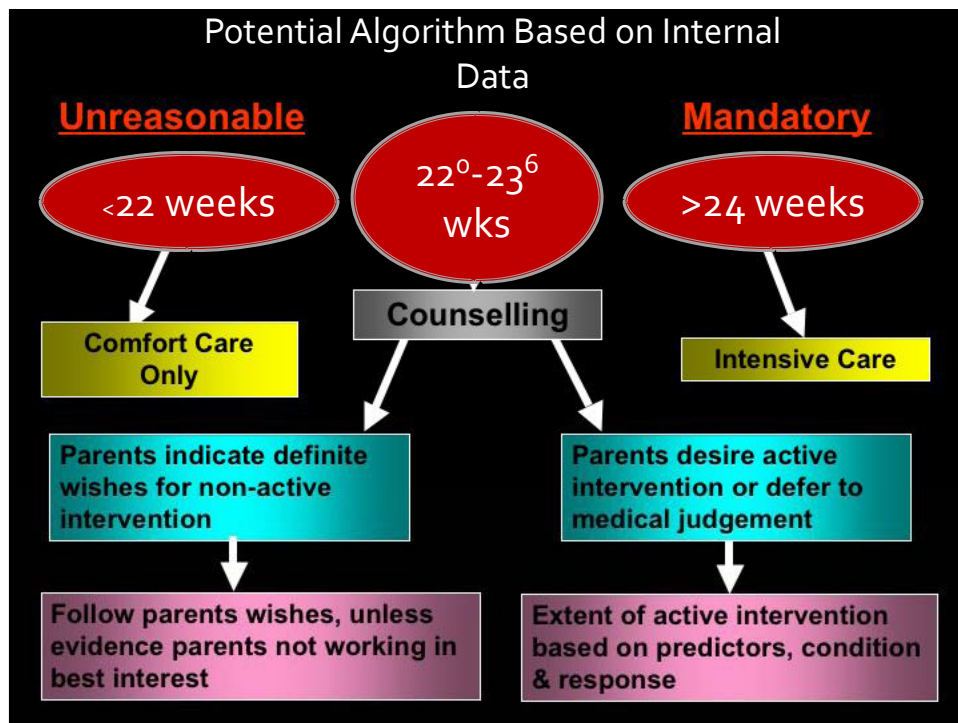 Potential Algorithm Based on Internal
Data
Unreasonable
Mandatory
<22 weeks
22⁰-23⁶
wks
>24 weeks
Counselling
Comfort Care
Only
Intensive Care
Parents indicate definite
wishes for non-active
intervention
Parents desire active
intervention or defer to
medical judgement
Follow parents wishes, unless
evidence parents not working in
best interest
Extent of active intervention
based on predictors, condition
& response